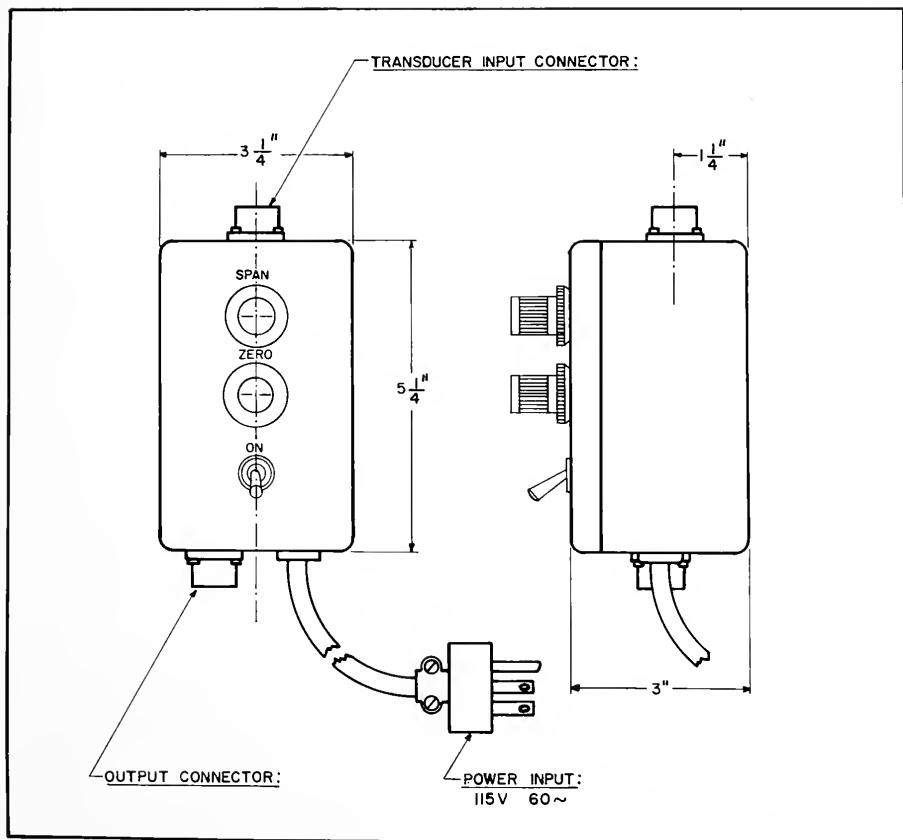 TRANSDUCER INPUT CONNECTOR:
3 1/4"
1 1/4"
SPAN
ZERO
5 1/4"
ON
3"
OUTPUT CONNECTOR:
POWER INPUT:
115V 60~